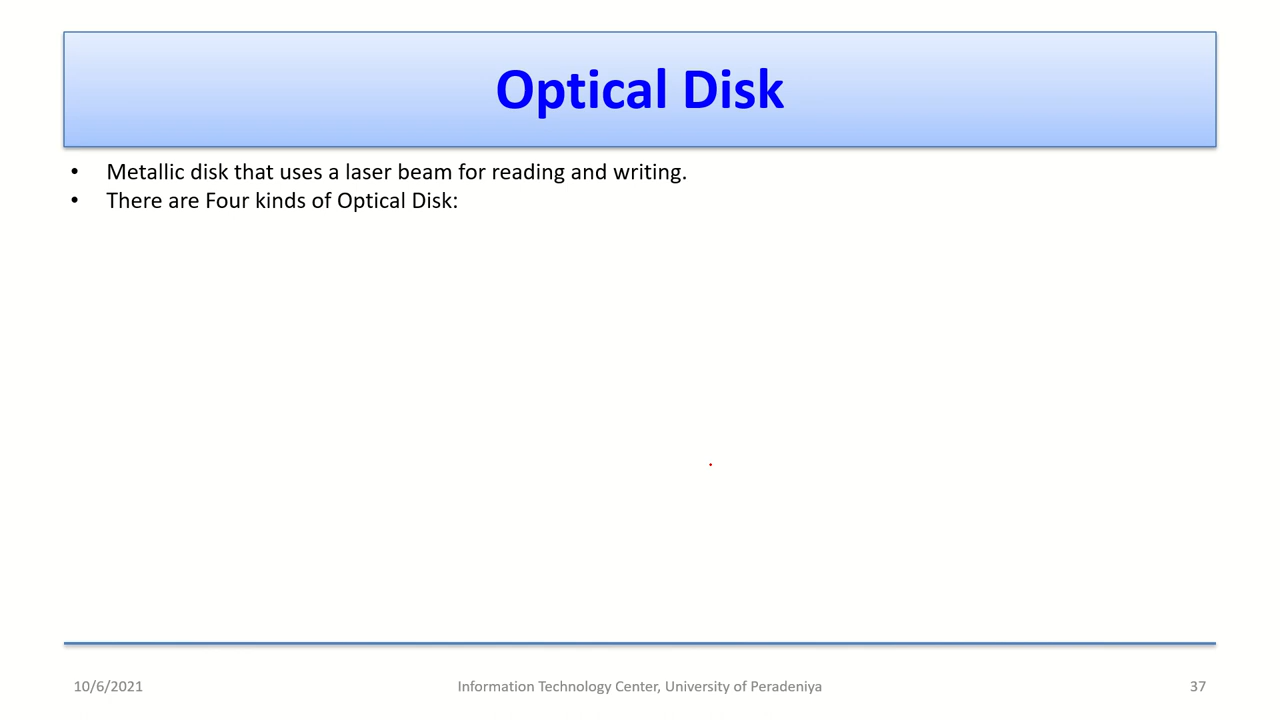 Optical Disk
• Metallic disk that uses a laser beam for reading and writing.
• There are Four kinds of Optical Disk:
10/6/2021
Information Technology Center, University of Peradeniya
37